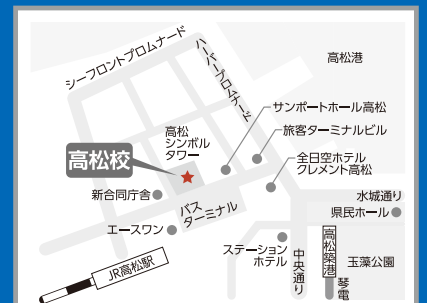 シーフロントプロムナード
ハーバープロムナード
高松港
サンポートホール高松
高松
シンボル
タワー
旅客ターミナルビル
高松校
全日空ホテル
クレメント高松
新合同庁舎
バス
ターミナル
水城通り
県民ホール
エースワン
ステーション
ホテル
中央通り
高松築港
玉藻公園
JR高松駅
琴電